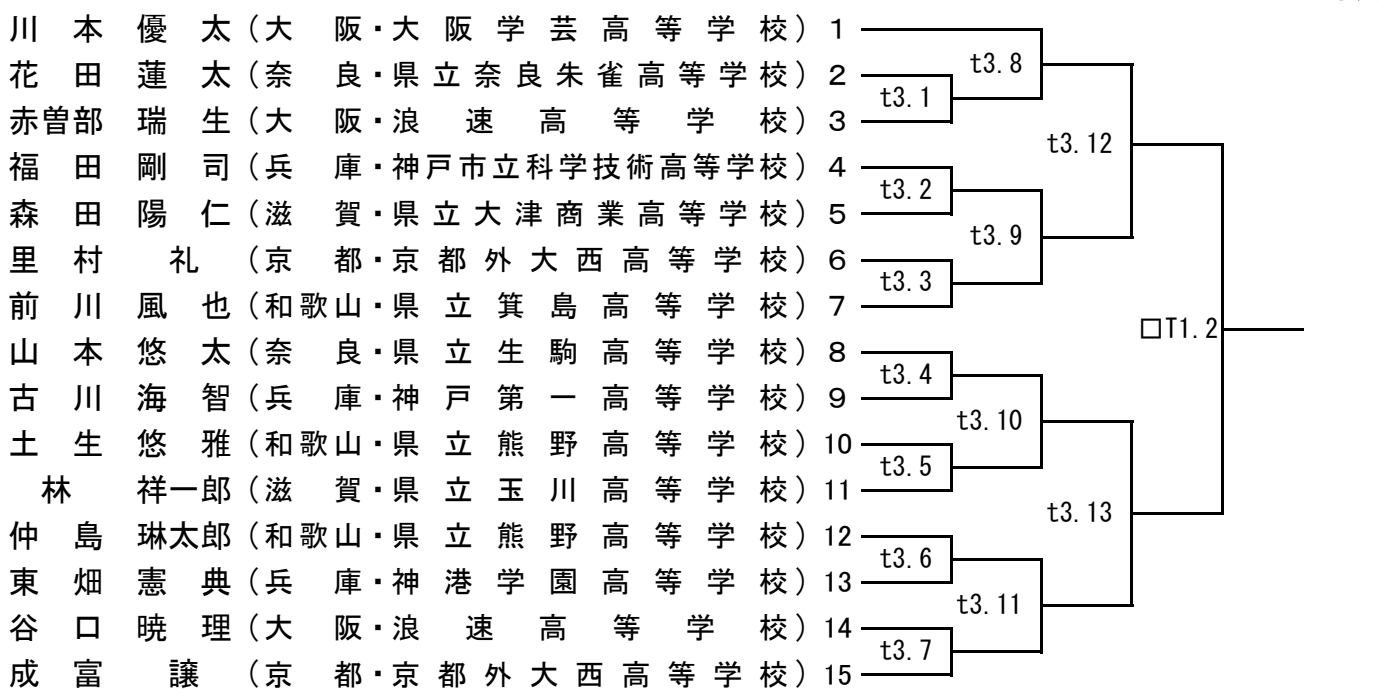 川本優太（大阪・大阪学芸高等学校） 1
花田蓮太（奈良・県立奈良朱雀高等学校） 2
赤曽部瑞生（大阪・浪速高等学校） 3
福田剛司（兵庫・神戸市立科学技術高等学校） 4
森田陽仁（滋賀・県立大津商業高等学校） 5
里村礼（京都・京都外大西高等学校） 6
前川風也（和歌山・県立箕島高等学校） 7
山本悠太（奈良・県立生駒高等学校） 8
古川海智（兵庫・神戸第一高等学校） 9
土生悠雅（和歌山・県立熊野高等学校） 10
林祥一郎（滋賀・県立玉川高等学校） 11
仲島琳太郎（和歌山・県立熊野高等学校） 12
東畑憲典（兵庫・神港学園高等学校） 13
谷口暁理（大阪・浪速高等学校） 14
成富譲（京都・京都外大西高等学校） 15
t3.1
t3.2
t3.3
t3.4
t3.5
t3.6
t3.7
t3.8
t3.9
t3.10
t3.11
t3.12
t3.13
□T1.2